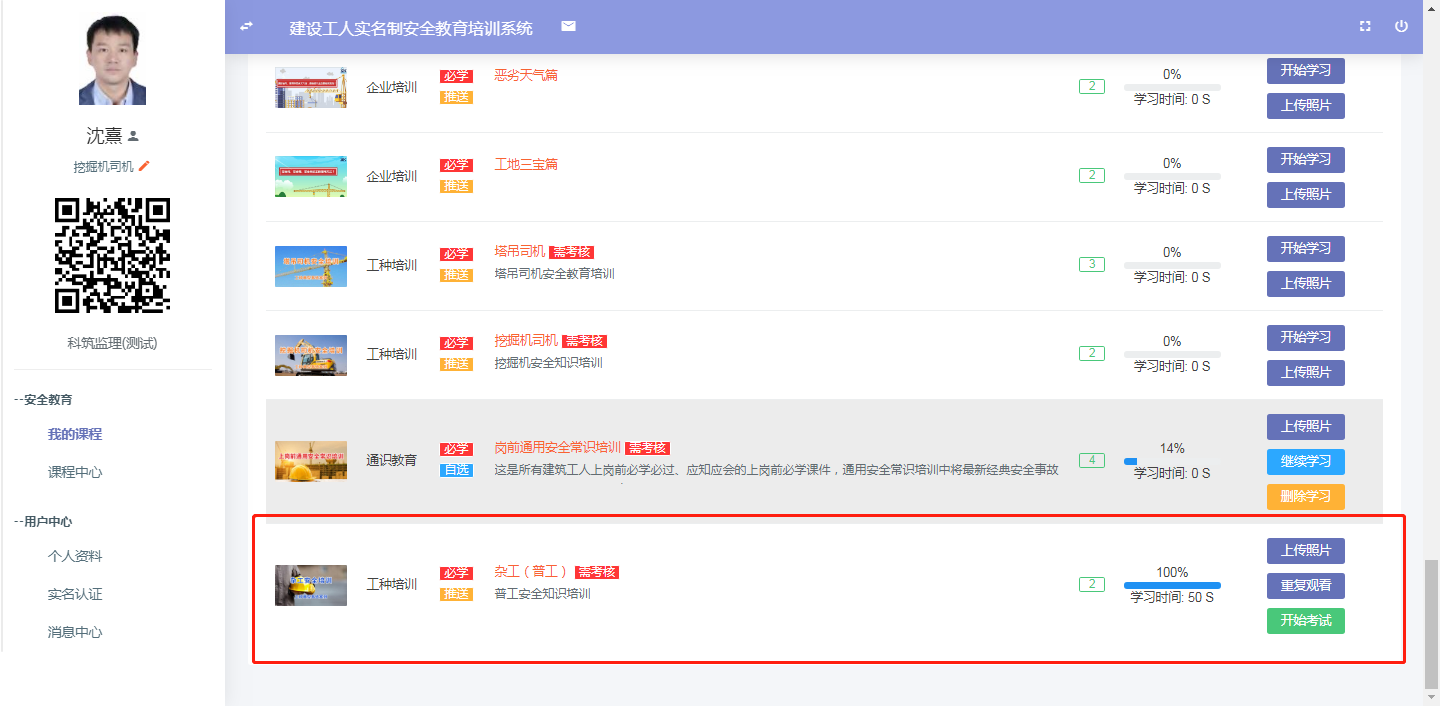 建设工人实名制安全教育培训系统
沈熹
挖掘机司机
科筑监理(测试)
--安全教育
我的课程
课程中心
--用户中心
个人资料
实名认证
消息中心
企业培训
必学
推送
恶劣天气篇
2
0%
学习时间: 0 S
开始学习
上传照片
企业培训
必学
推送
工地三宝篇
2
0%
学习时间: 0 S
开始学习
上传照片
工种培训
必学
推送
塔吊司机 需考核
塔吊司机安全教育培训
3
0%
学习时间: 0 S
开始学习
上传照片
工种培训
必学
推送
挖掘机司机 需考核
挖掘机安全知识培训
2
0%
学习时间: 0 S
开始学习
上传照片
上岗前通用安全常识培训
通识教育
必学
自选
岗前通用安全常识培训 需考核
这是所有建筑工人上岗前必学必过、应知应会的上岗前必学课件，通用安全常识培训中将最新经典安全事故
4
14%
学习时间: 0 S
上传照片
继续学习
删除学习
工种培训
必学
推送
杂工（普工） 需考核
普工安全知识培训
2
100%
学习时间: 50 S
上传照片
重复观看
开始考试